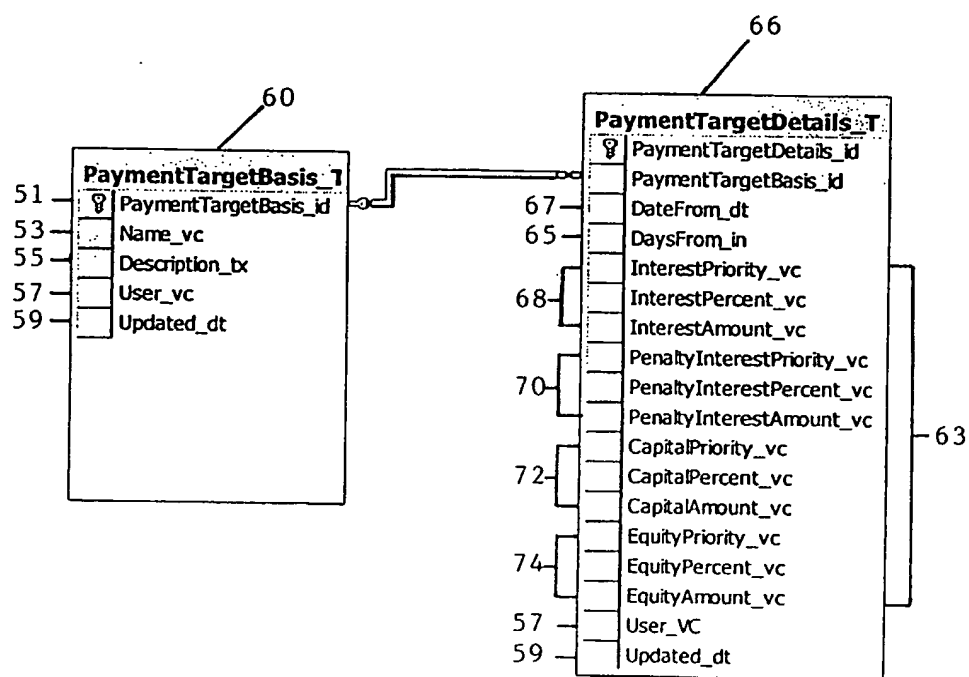 66
60
PaymentTargetDetails_T
PaymentTargetDetails_id
PaymentTargetBasis_id
67 DateFrom_dt
65 DaysFrom_in
InterestPriority_vc
68 InterestPercent_vc
InterestAmount_vc
PenaltyInterestPriority_vc
70 PenaltyInterestPercent_vc
PenaltyInterestAmount_vc
63
CapitalPriority_vc
72 CapitalPercent_vc
CapitalAmount_vc
EquityPriority_vc
74 EquityPercent_vc
EquityAmount_vc
57 User_VC
59 Updated_dt
PaymentTargetBasis_T
51 PaymentTargetBasis_id
53 Name_vc
55 Description_tx
57 User_vc
59 Updated_dt